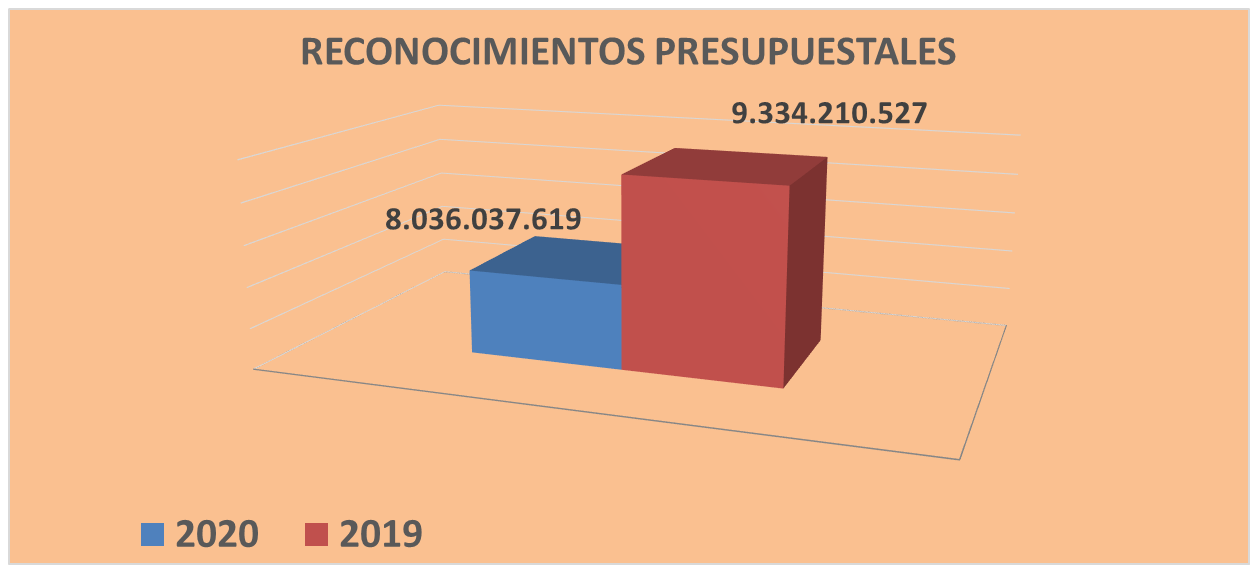 RECONOCIMIENTOS PRESUPUESTALES
9.334.210.527
8.036.037.619
2020 2019